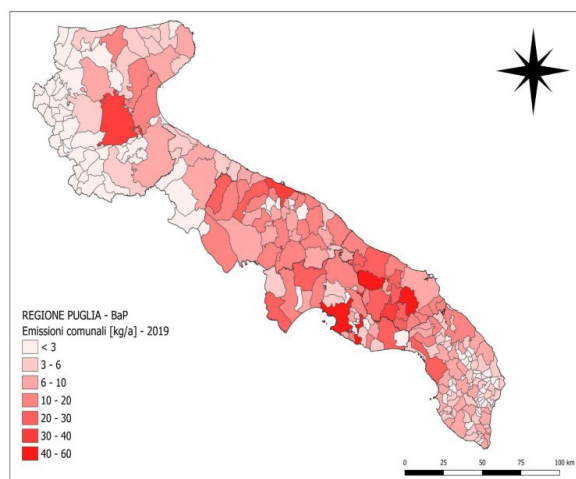 REGIONE PUGLIA - BaP
Emissioni comunali [kg/a] - 2019
< 3
3 - 6
6 - 10
10 - 20
20 - 30
30 - 40
40 - 60
0 25 50 75 100 km